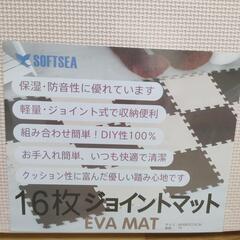 SOFTSEA
保湿・防音性に優れています
軽量・ジョイント式で収納便利
組み合わせ簡単！DIY性100%
お手入れ簡単、いつも快適で清潔
クッション性に富んだ優しい踏み心地です
16枚ジョイントマット
EVA MAT